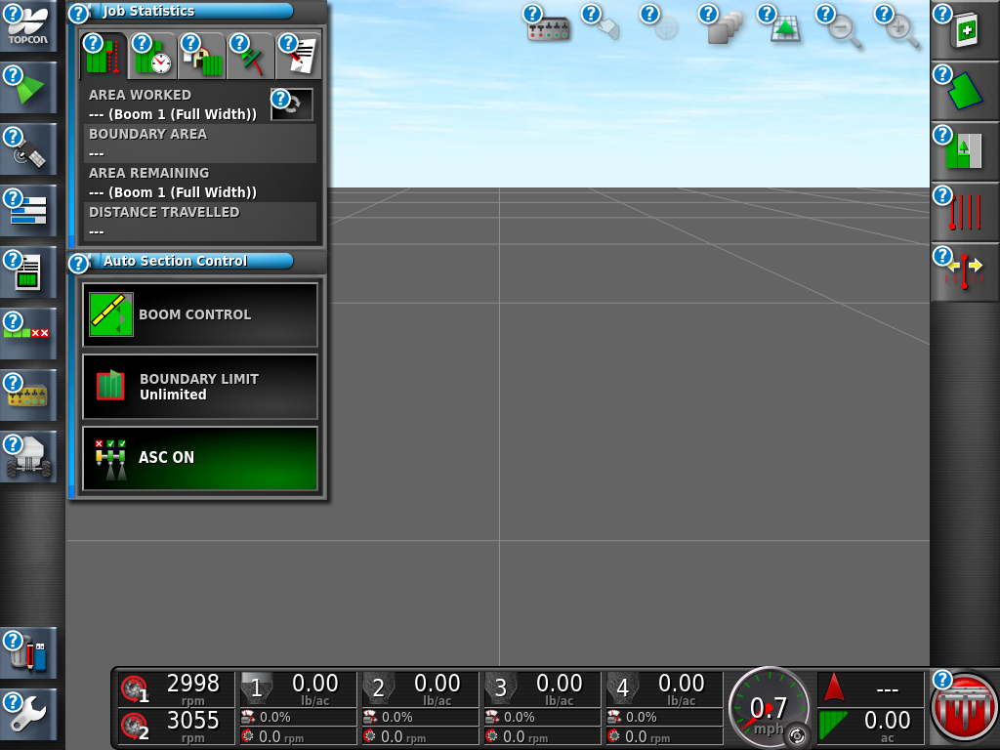 TOPCON
Job Statistics
AREA WORKED
--- (Boom 1 (Full Width))
BOUNDARY AREA
---
AREA REMAINING
--- (Boom 1 (Full Width))
DISTANCE TRAVELLED
---
Auto Section Control
BOOM CONTROL
BOUNDARY LIMIT
Unlimited
ASC ON
1 2998 rpm
2 3055 rpm
1 0.00 lb/ac
0.0%
0.0 rpm
2 0.00 lb/ac
0.0%
0.0 rpm
3 0.00 lb/ac
0.0%
0.0 rpm
4 0.00 lb/ac
0.0%
0.0 rpm
0.7
mph
---
0.00
ac